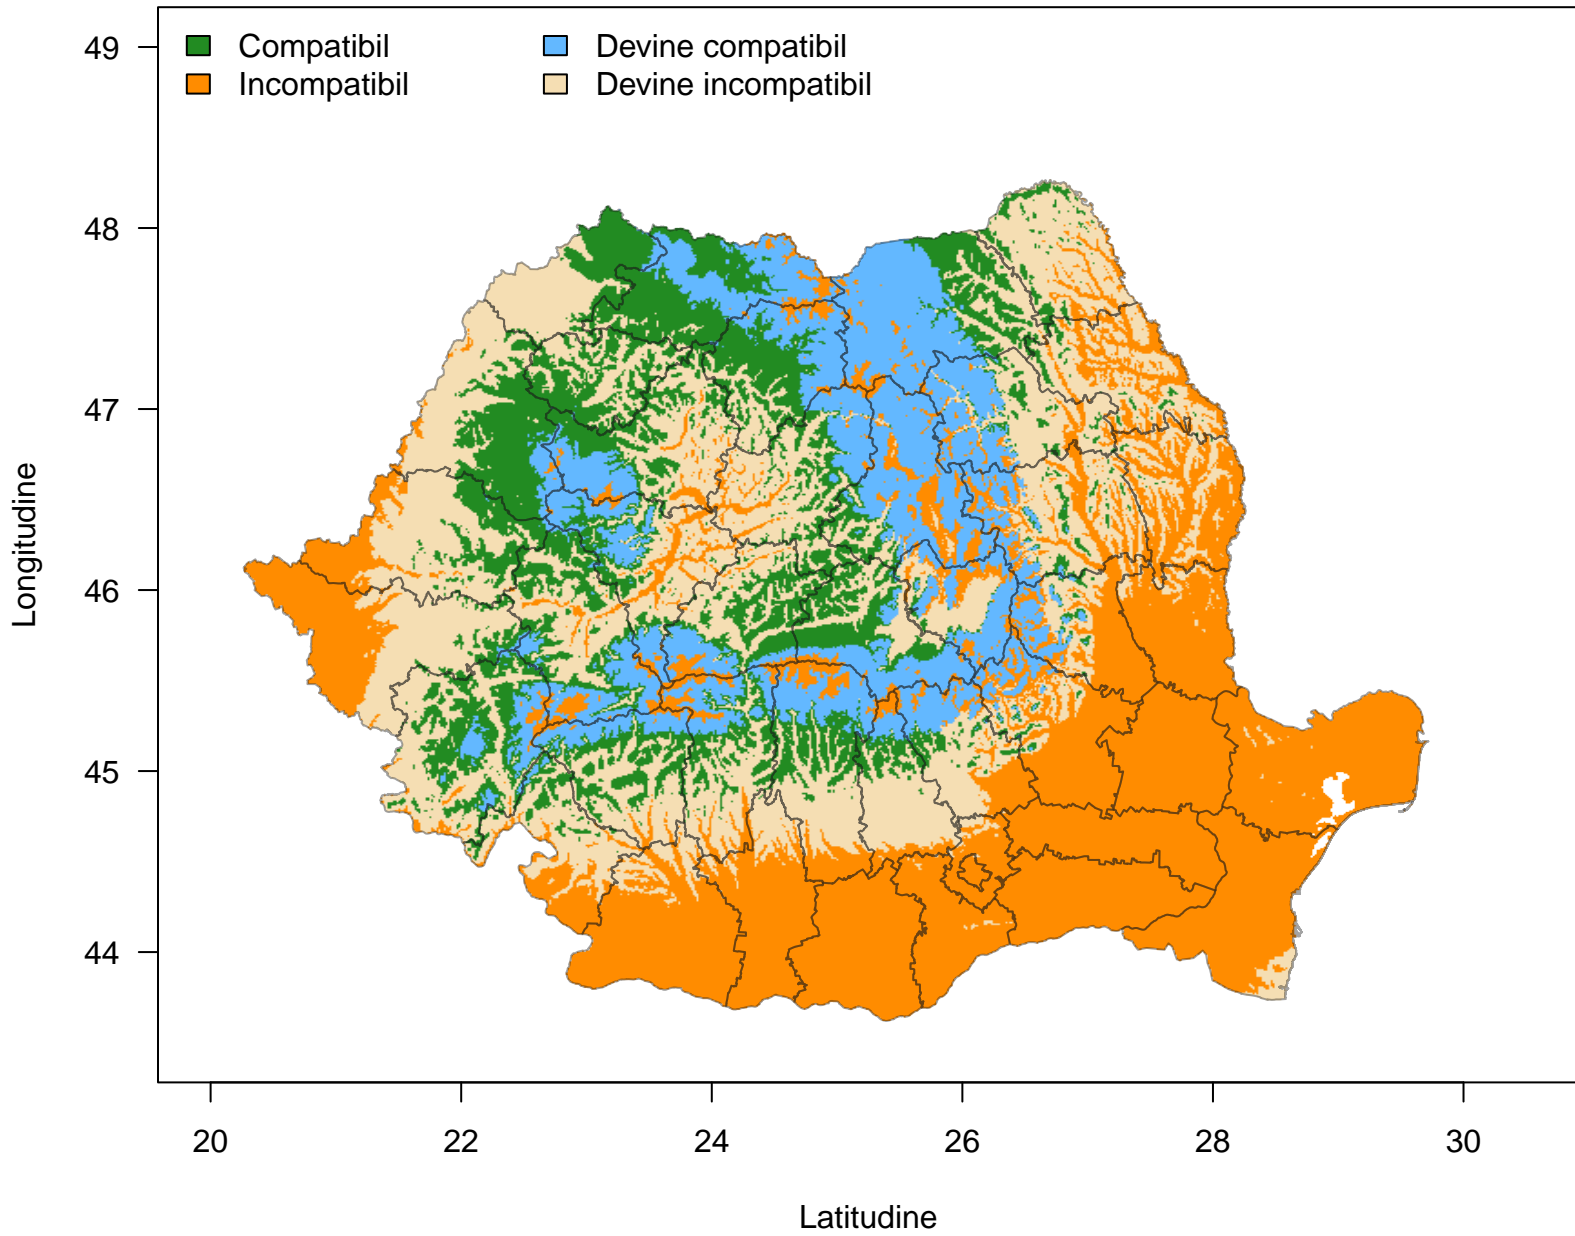 Compatibil
Incompatibil
Devine compatibil
Devine incompatibil
49
48
47
46
45
44
Longitudine
20 22 24 26 28 30
Latitudine